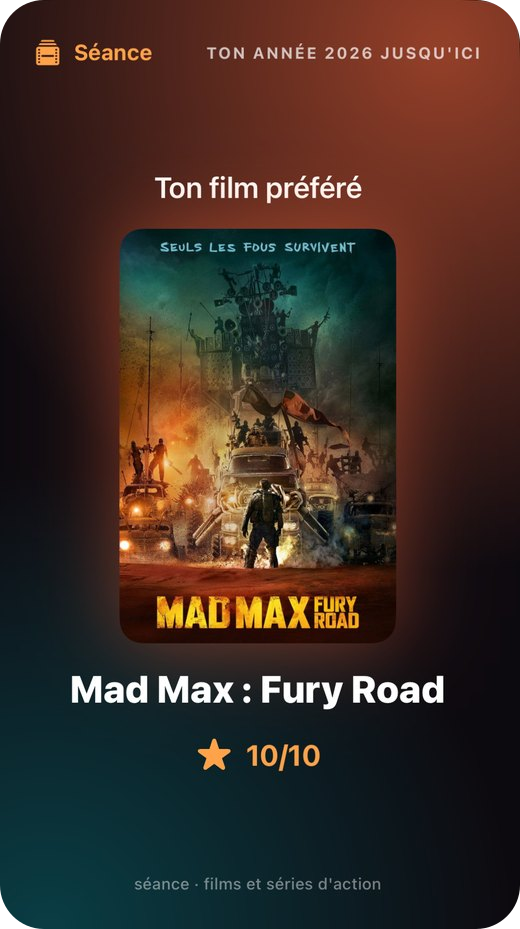 Séance
TON ANNÉE 2026 JUSQU'ICI
Ton film préféré
SEULS LES FOUS SURVIVENT
MAD MAX FURY ROAD
Mad Max : Fury Road
10/10
séance · films et séries d'action